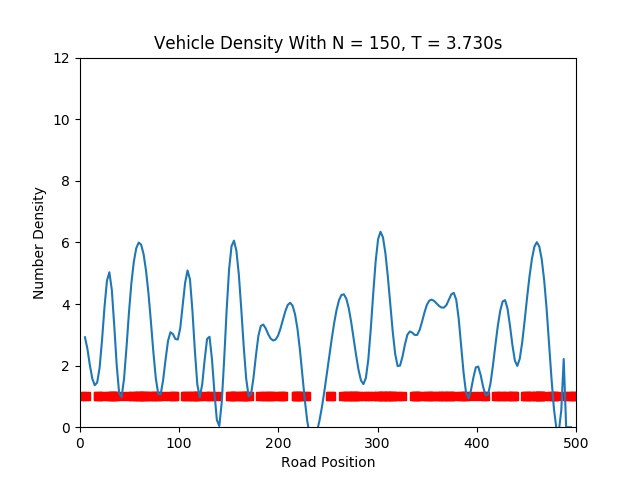 Vehicle Density With N = 150, T = 3.730s
12
10
8
6
4
2
0
Number Density
0 100 200 300 400 500
Road Position